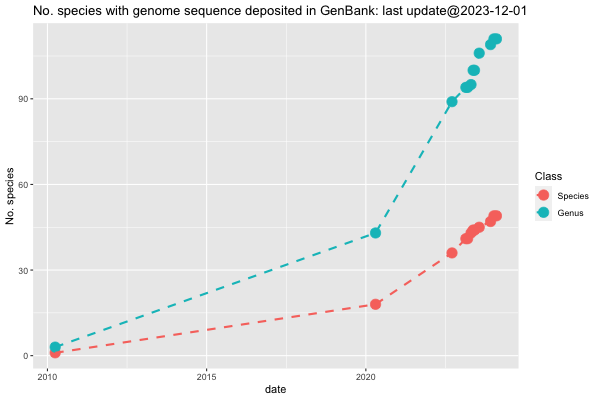 No. species with genome sequence deposited in GenBank: last update@2023-12-01
No. species
90
60
30
0
2010
2015
2020
date
Class
Species
Genus